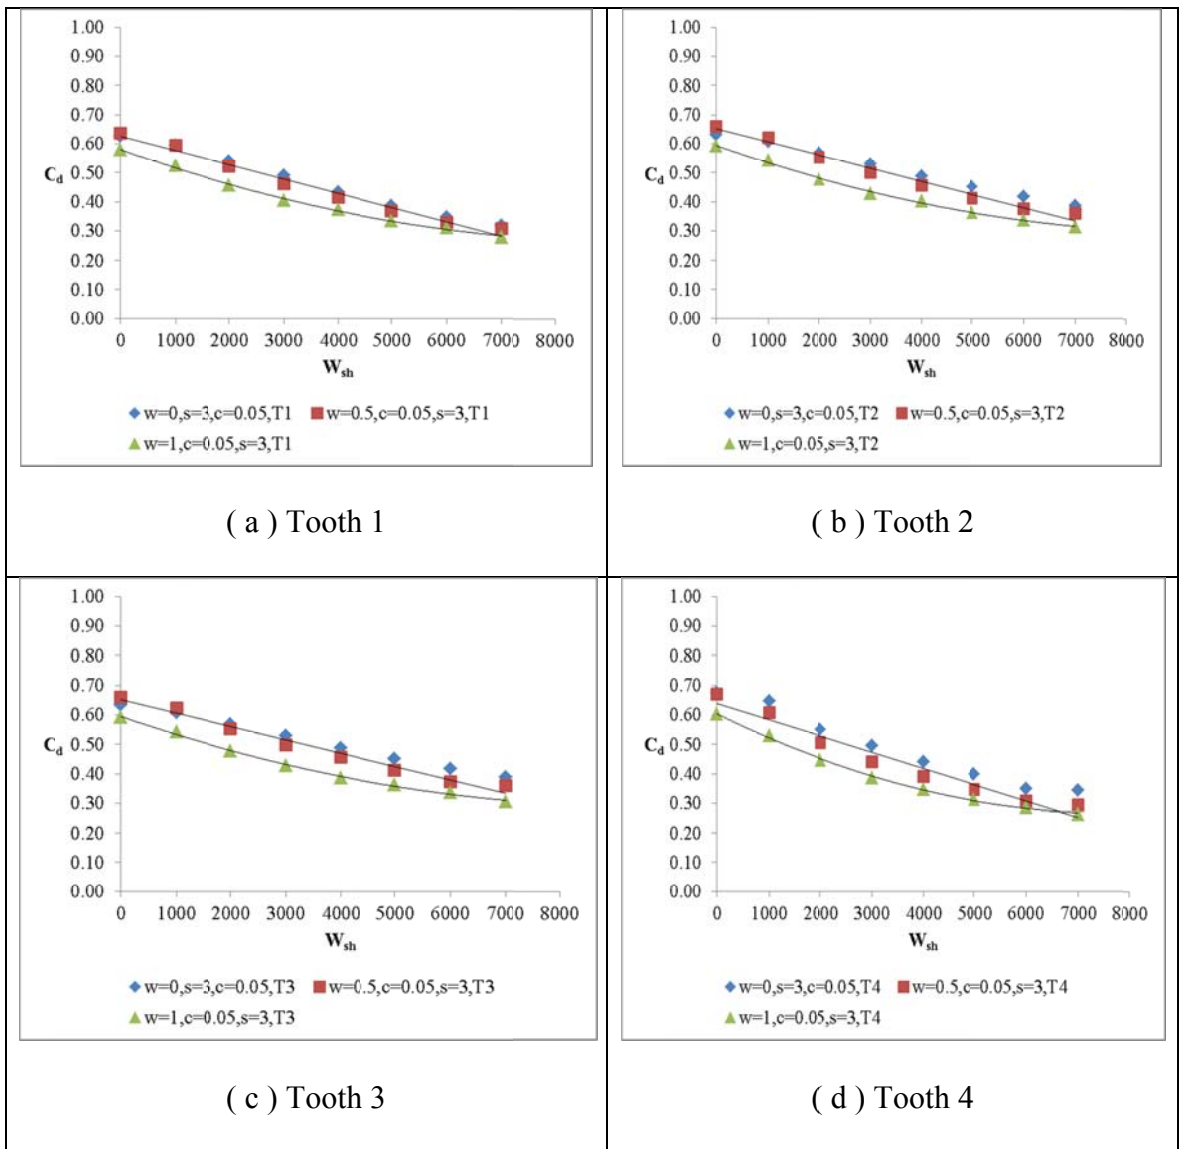 1.00
0.90
0.80
0.70
0.60
0.50
0.40
0.30
0.20
0.10
0.00
Cd
0 1000 2000 3000 4000 5000 6000 7000 8000
Wsh
w=0,s=3,c=0.05,T1 w=0.5,c=0.05,s=3,T1
w=1,c=0.05,s=3,T1
( a ) Tooth 1
1.00
0.90
0.80
0.70
0.60
0.50
0.40
0.30
0.20
0.10
0.00
Cd
0 1000 2000 3000 4000 5000 6000 7000 8000
Wsh
w=0,s=3,c=0.05,T2 w=0.5,c=0.05,s=3,T2
w=1,c=0.05,s=3,T2
( b ) Tooth 2
1.00
0.90
0.80
0.70
0.60
0.50
0.40
0.30
0.20
0.10
0.00
Cd
0 1000 2000 3000 4000 5000 6000 7000 8000
Wsh
w=0,s=3,c=0.05,T3 w=0.5,c=0.05,s=3,T3
w=1,c=0.05,s=3,T3
( c ) Tooth 3
1.00
0.90
0.80
0.70
0.60
0.50
0.40
0.30
0.20
0.10
0.00
Cd
0 1000 2000 3000 4000 5000 6000 7000 8000
Wsh
w=0,s=3,c=0.05,T4 w=0.5,c=0.05,s=3,T4
w=1,c=0.05,s=3,T4
( d ) Tooth 4